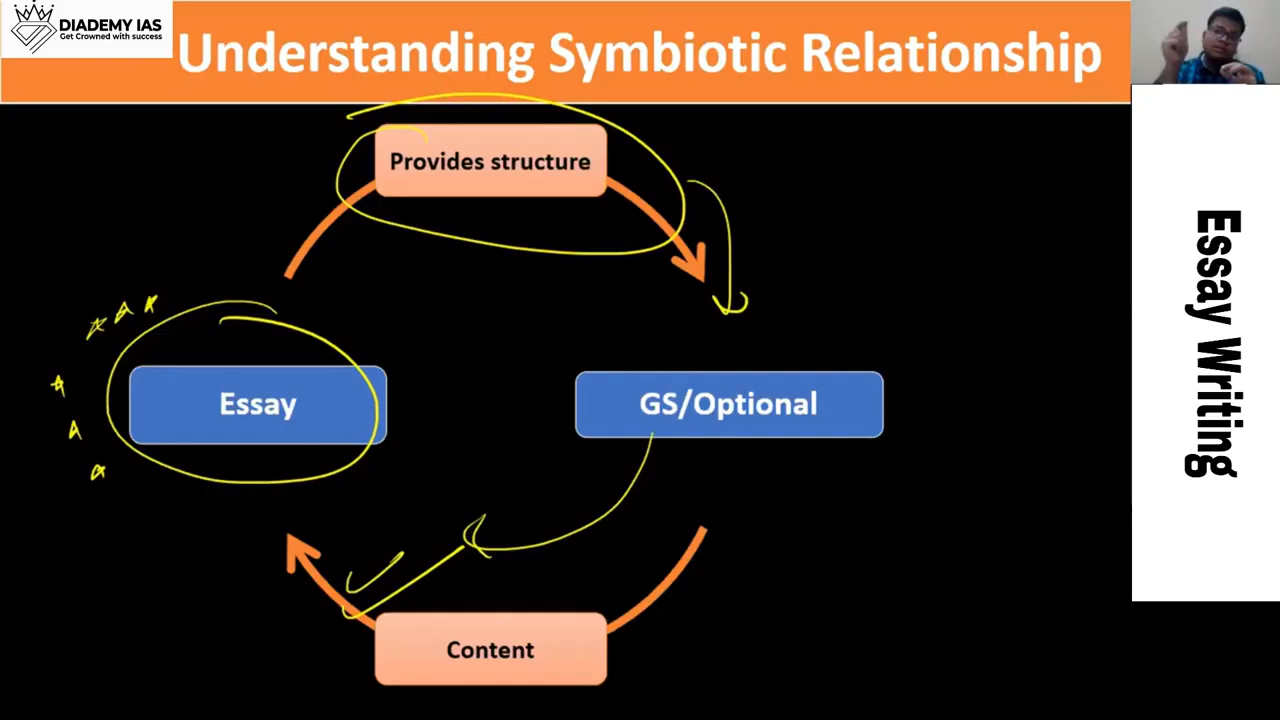 DIADEMY IAS
Get Crowned with success
Understanding Symbiotic Relationship
Provides structure
Essay
GS/Optional
Content
Essay Writing